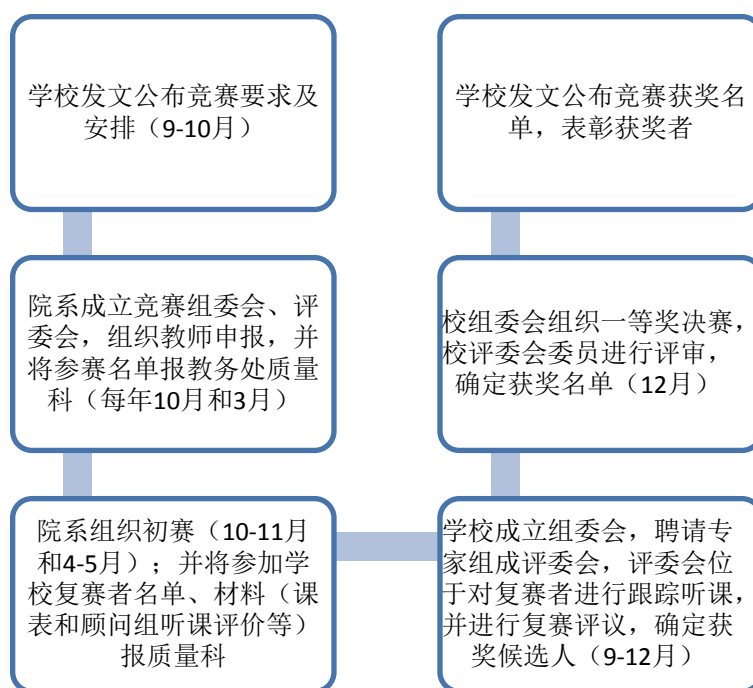 学校发文公布竞赛要求及
安排（9-10月）
院系成立竞赛组委会、评
委会，组织教师申报，并
将参赛名单报教务处质量
科（每年10月和3月）
院系组织初赛（10-11月
和4-5月）；并将参加学
校复赛者名单、材料（课
表和顾问组听课评价等）
报质量科
学校成立组委会，聘请专
家组成评委会，评委会位
于对复赛者进行跟踪听课，
并进行复赛评议，确定获
奖候选人（9-12月）
校组委会组织一等奖决赛，
校评委会委员进行评审，
确定获奖名单（12月）
学校发文公布竞赛获奖名
单，表彰获奖者